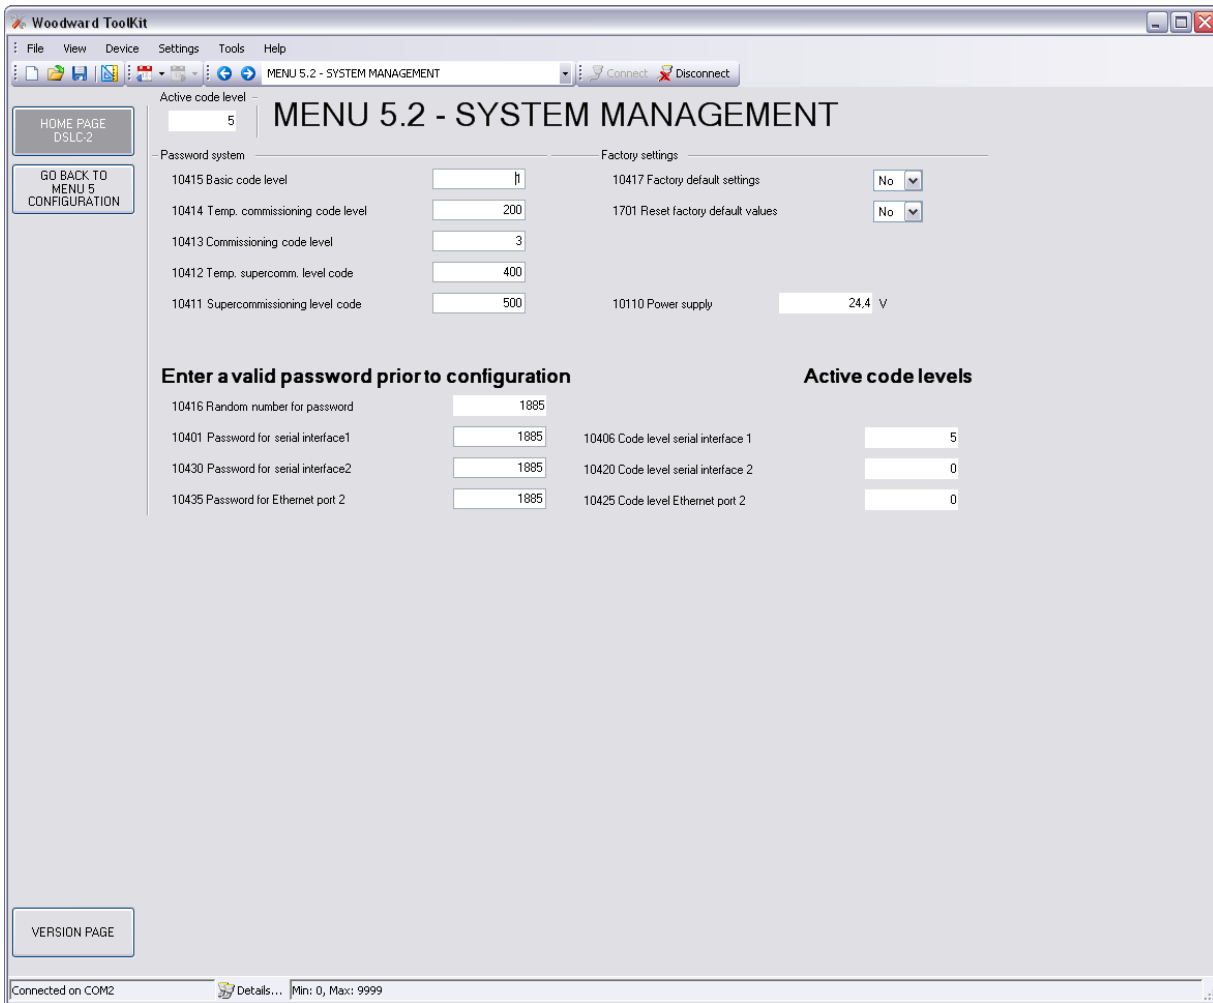 Woodward ToolKit
File View Device Settings Tools Help
MENU 5.2 - SYSTEM MANAGEMENT Connect Disconnect
HOME PAGE
DSLC-2
GO BACK TO
MENU 5
CONFIGURATION
Active code level
5
MENU 5.2 - SYSTEM MANAGEMENT
Password system
10415 Basic code level 1
10414 Temp. commissioning code level 200
10413 Commissioning code level 3
10412 Temp. supercomm. level code 400
10411 Supercommissioning level code 500
Factory settings
10417 Factory default settings No
1701 Reset factory default values No
10110 Power supply 24,4 V
Enter a valid password prior to configuration
10416 Random number for password 1885
10401 Password for serial interface1 1885
10430 Password for serial interface2 1885
10435 Password for Ethernet port 2 1885
Active code levels
10406 Code level serial interface 1 5
10420 Code level serial interface 2 0
10425 Code level Ethernet port 2 0
VERSION PAGE
Connected on COM2 Details... Min: 0, Max: 9999